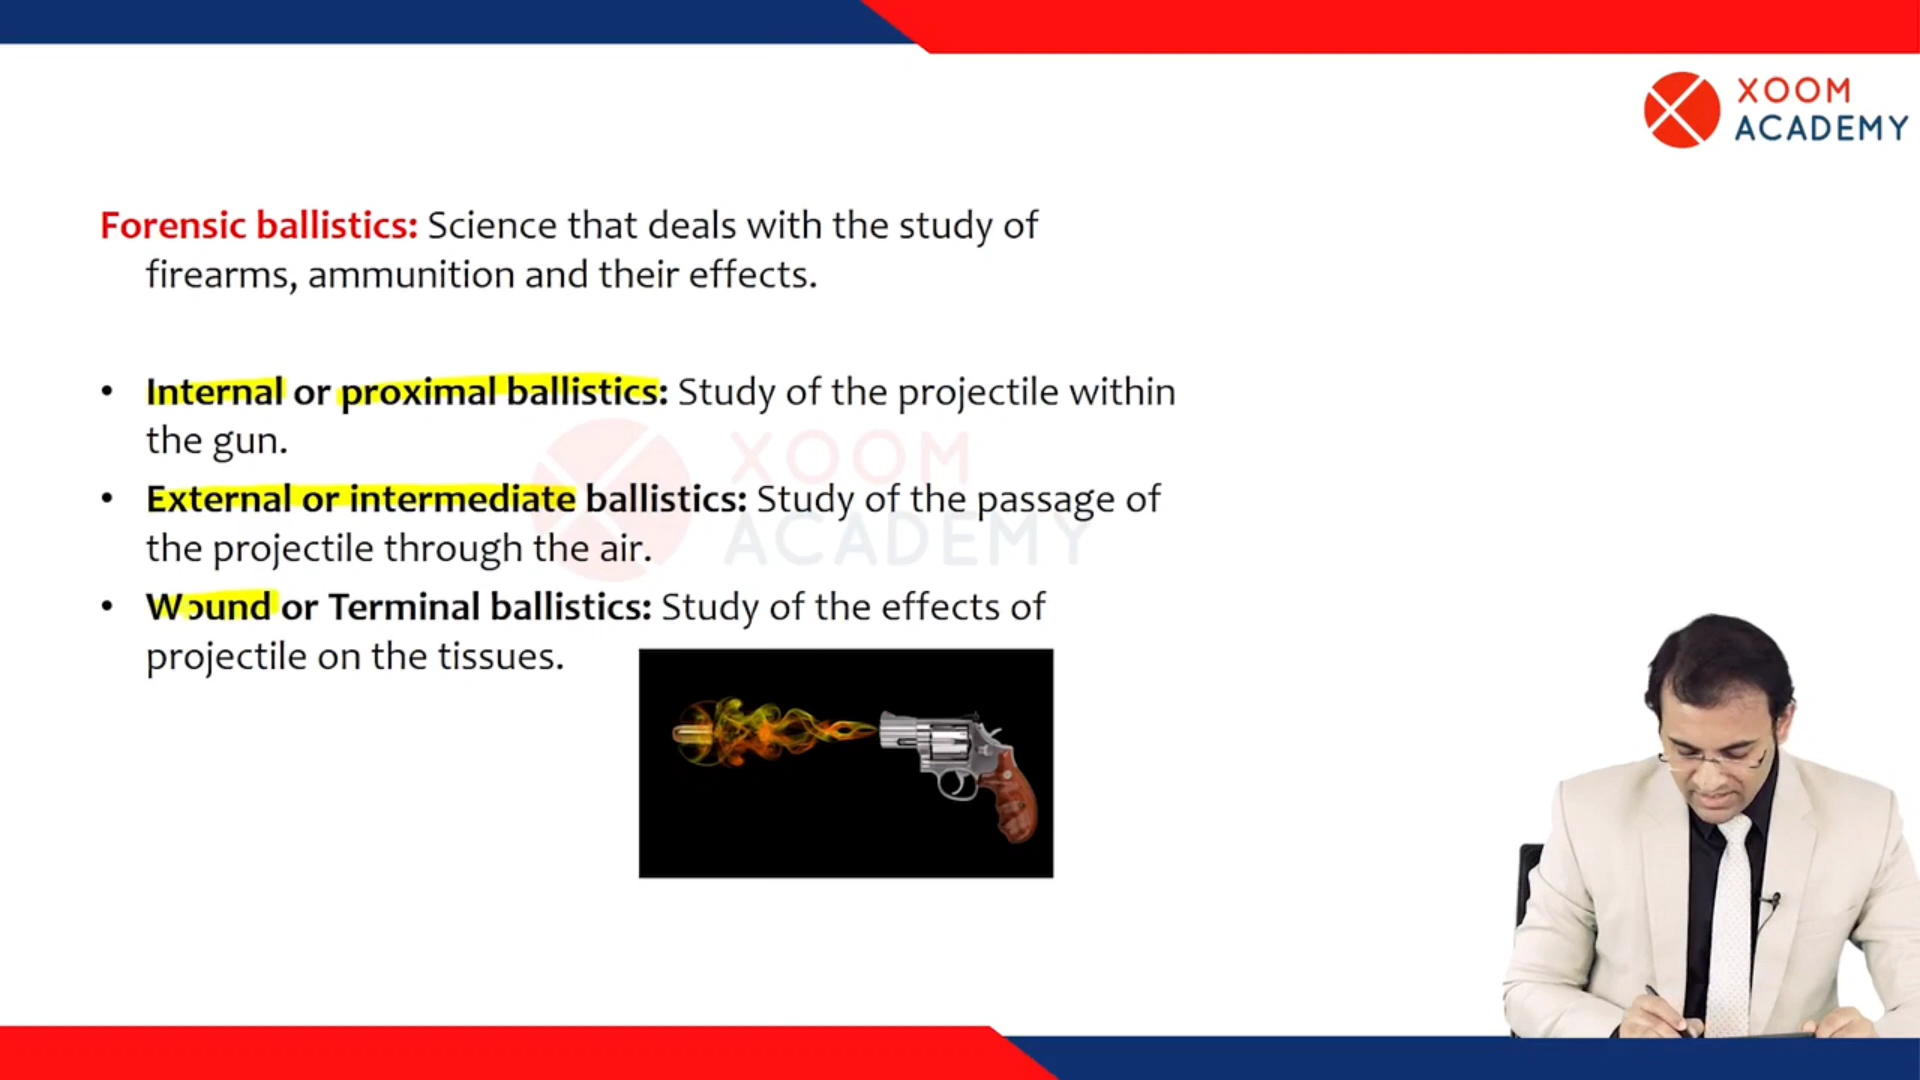 XOOM
ACADEMY
Forensic ballistics: Science that deals with the study of
firearms, ammunition and their effects.
• Internal or proximal ballistics: Study of the projectile within
the gun.
• External or intermediate ballistics: Study of the passage of
the projectile through the air.
• Wound or Terminal ballistics: Study of the effects of
projectile on the tissues.
XOOM
ACADEMY